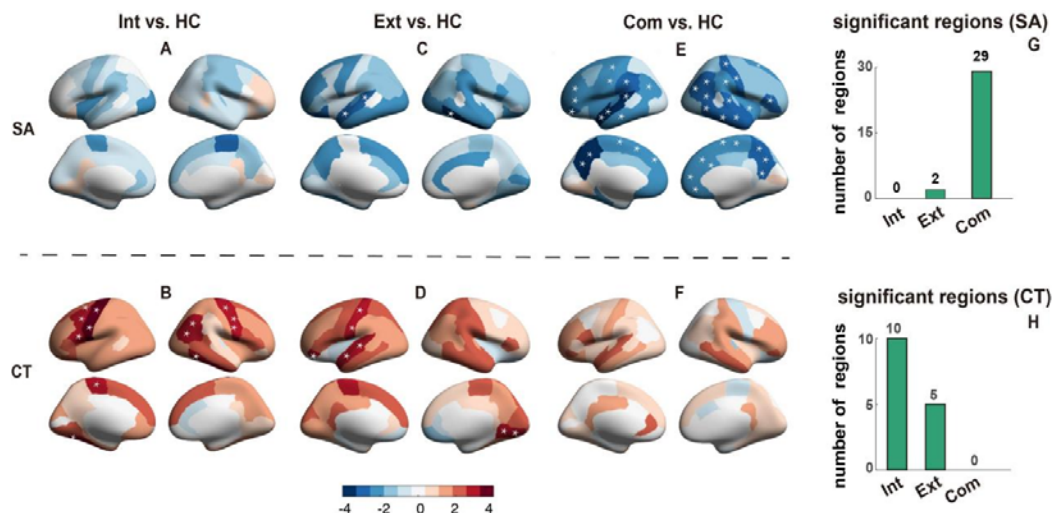 Int vs. HC
Ext vs. HC
Com vs. HC
A
C
E
SA
significant regions (SA)
G
number of regions
30
15
0
0
2
29
Int
Ext
Com
B
D
F
CT
significant regions (CT)
H
number of regions
10
5
0
10
5
0
Int
Ext
Com
-4
-2
0
2
4